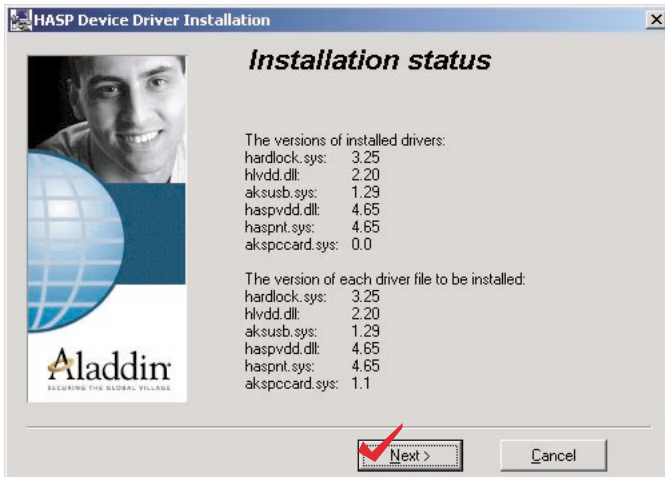 HASP Device Driver Installation
Installation status
The versions of installed drivers:
hardlock.sys: 3.25
hlvdd.dll: 2.20
aksusb.sys: 1.29
haspvdd.dll: 4.65
haspnt.sys: 4.65
akspccard.sys: 0.0
The version of each driver file to be installed:
hardlock.sys: 3.25
hlvdd.dll: 2.20
aksusb.sys: 1.29
haspvdd.dll: 4.65
haspnt.sys: 4.65
akspccard.sys: 1.1
Aladdin
SECURING THE GLOBAL VILLAGE
Next >
Cancel